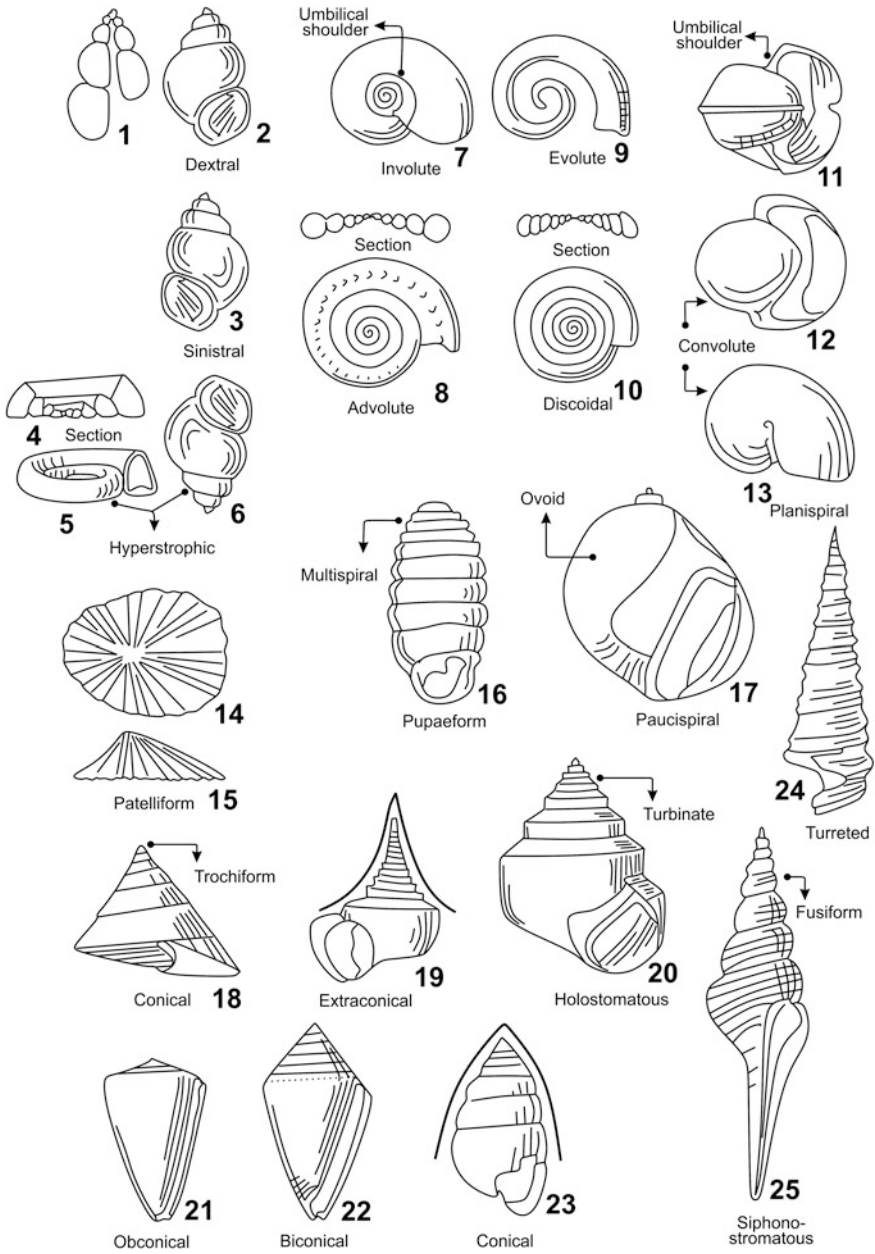 Umbilical
shoulder
Umbilical
shoulder
1
2
Dextral
7
Involute
9
Evolute
11
3
Sinistral
Section
8
Advolute
Section
10
Discoidal
12
Convolute
4
Section
5
6
Hyperstrophic
13
Planispiral
Multispiral
16
Pupaeform
Ovoid
17
Paucispiral
14
15
Patelliform
24
Turreted
Trochiform
18
Conical
19
Extraconical
Turbinate
20
Holostomatous
Fusiform
25
Siphono-
stromatous
21
Obconical
22
Biconical
23
Conical